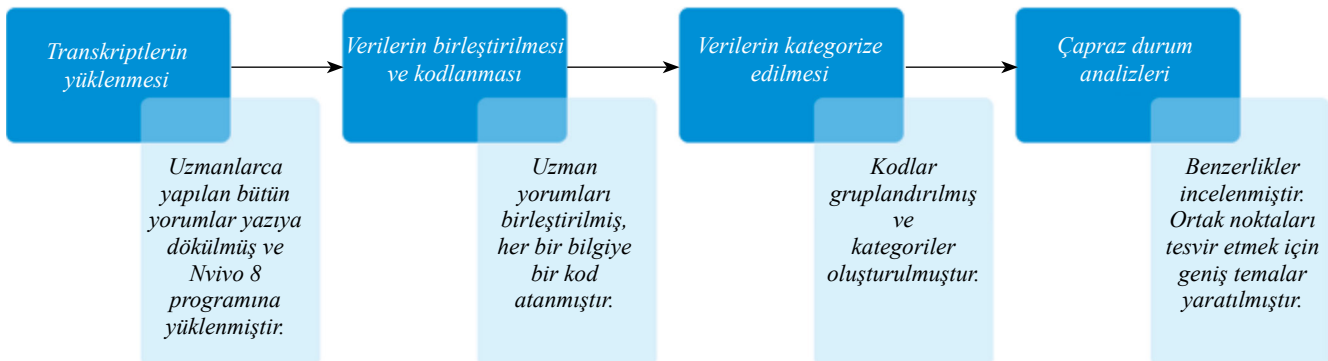 Transkriptlerin
yüklenmesi
Uzmanlarca
yapılan bütün
yorumlar yazıya
dökülmüş ve
Nvivo 8
programına
yüklenmiştir.
Verilerin birleştirilmesi
ve kodlanması
Uzman
yorumları
birleştirilmiş,
her bir bilgiye
bir kod
atanmıştır.
Verilerin kategorize
edilmesi
Kodlar
gruplandırılmış
ve
kategoriler
oluşturulmuştur.
Çapraz durum
analizleri
Benzerlikler
incelenmiştir.
Ortak noktaları
tesvir etmek için
geniş temalar
yaratılmıştır.